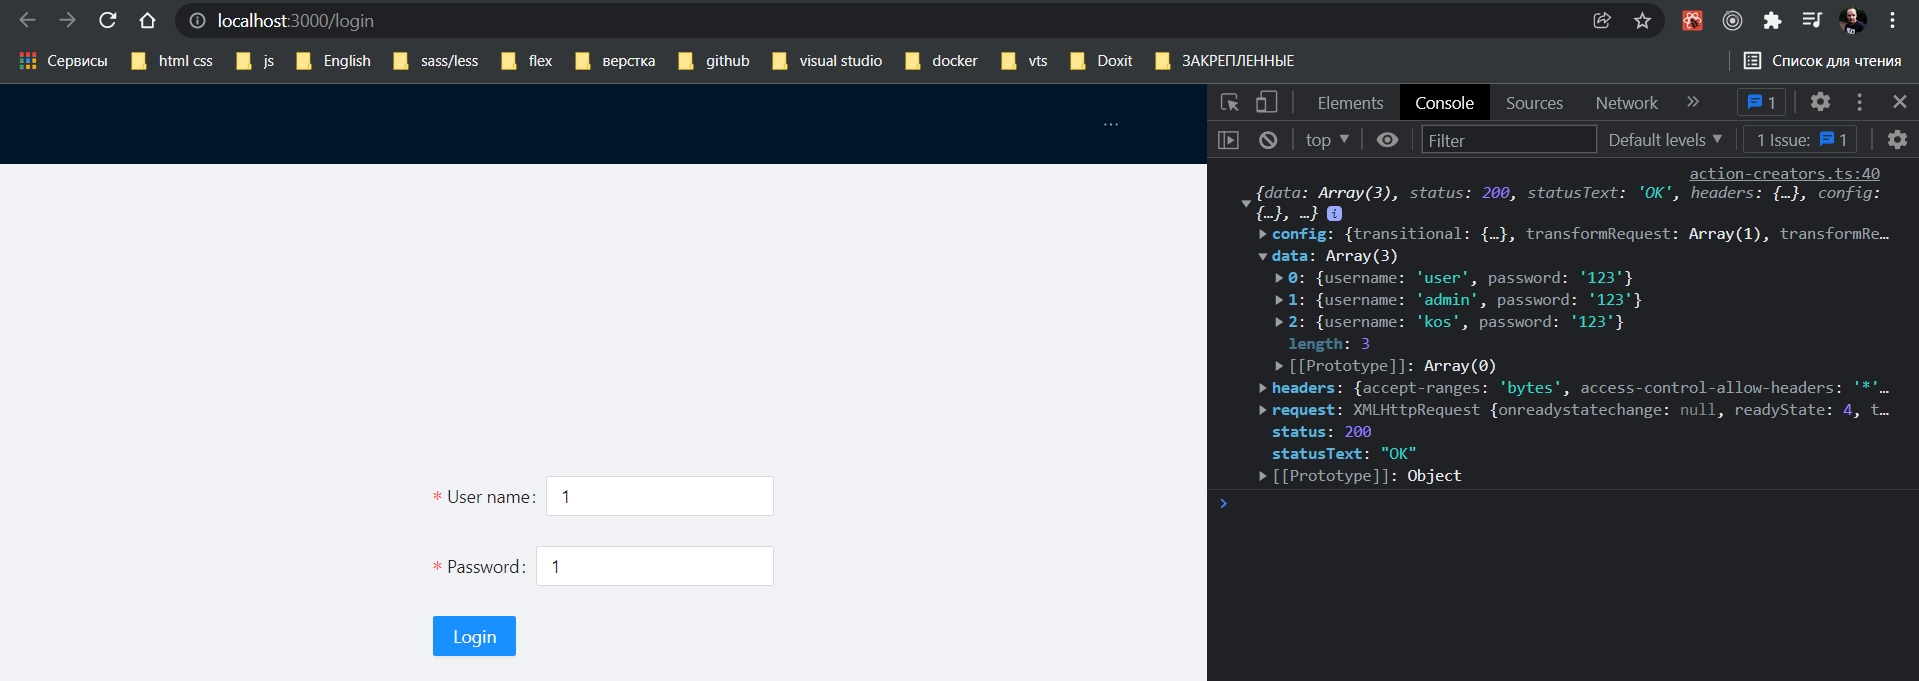 localhost:3000/login
Сервисы html css js English sass/less flex верстка github visual studio docker vts Doxit ЗАКРЕПЛЕННЫЕ Список для чтения
...
* User name: 1
* Password: 1
Login
Elements Console Sources Network » 1
top ▼ Filter Default levels ▼ 1 Issue: 1
action-creators.ts:40
{data: Array(3), status: 200, statusText: 'OK', headers: {…}, config:
{…}, …} i
config: {transitional: {…}, transformRequest: Array(1), transformRe…
data: Array(3)
0: {username: 'user', password: '123'}
1: {username: 'admin', password: '123'}
2: {username: 'kos', password: '123'}
length: 3
[[Prototype]]: Array(0)
headers: {accept-ranges: 'bytes', access-control-allow-headers: '*'…
request: XMLHttpRequest {onreadystatechange: null, readyState: 4, t…
status: 200
statusText: "OK"
[[Prototype]]: Object
>